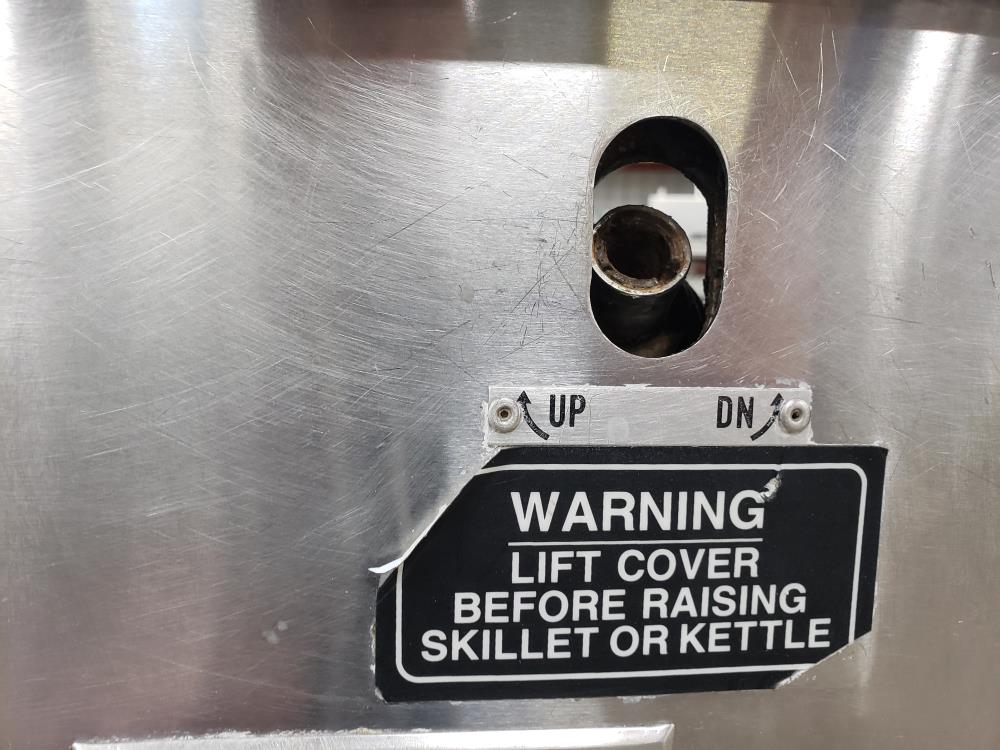 UP DN
WARNING
LIFT COVER
BEFORE RAISING
SKILLET OR KETTLE